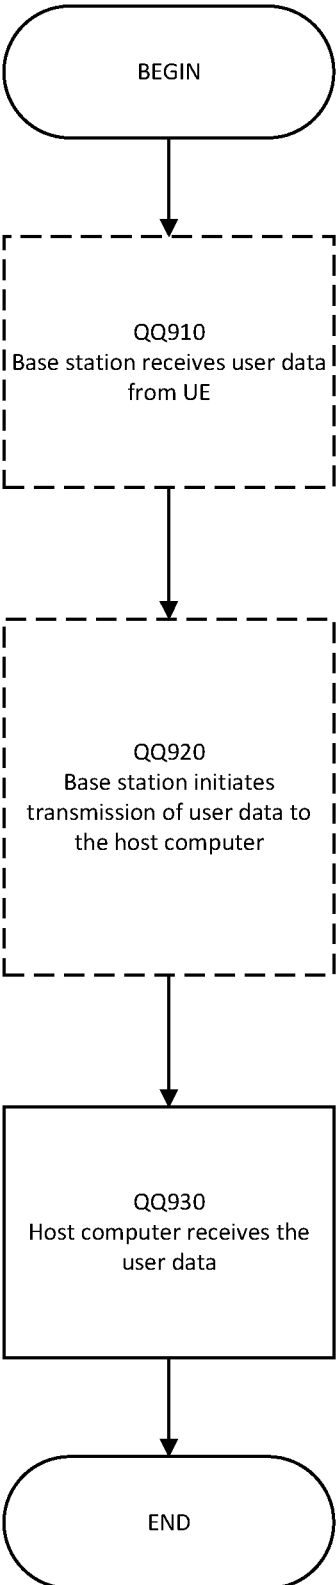 BEGIN
QQ910
Base station receives user data
from UE
QQ920
Base station initiates
transmission of user data to
the host computer
QQ930
Host computer receives the
user data
END